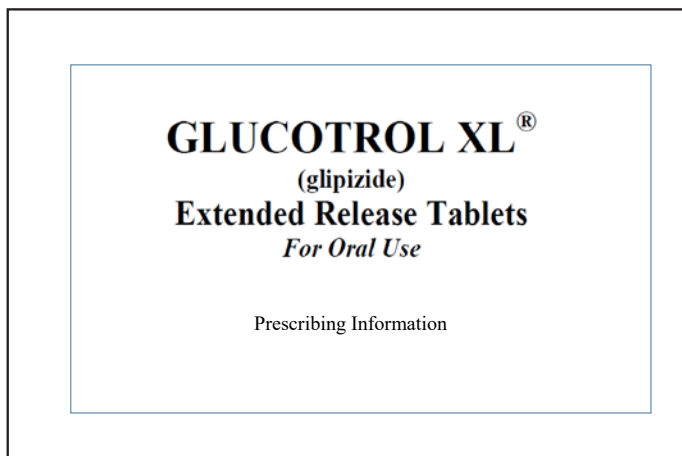 GLUCOTROL XL®
(glipizide)
Extended Release Tablets
For Oral Use
Prescribing Information